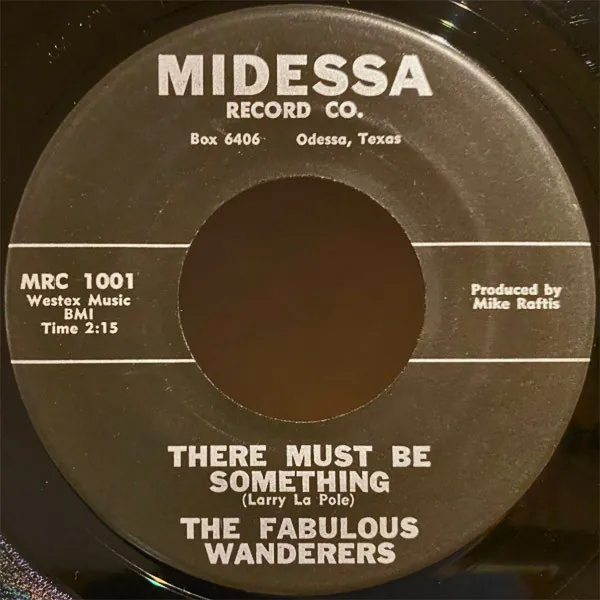 MIDESSA
RECORD CO.
Box 6406 Odessa, Texas
MRC 1001
Westex Music
BMI
Time 2:15
Produced by
Mike Raftis
THERE MUST BE
SOMETHING
(Larry La Pole)
THE FABULOUS
WANDERERS